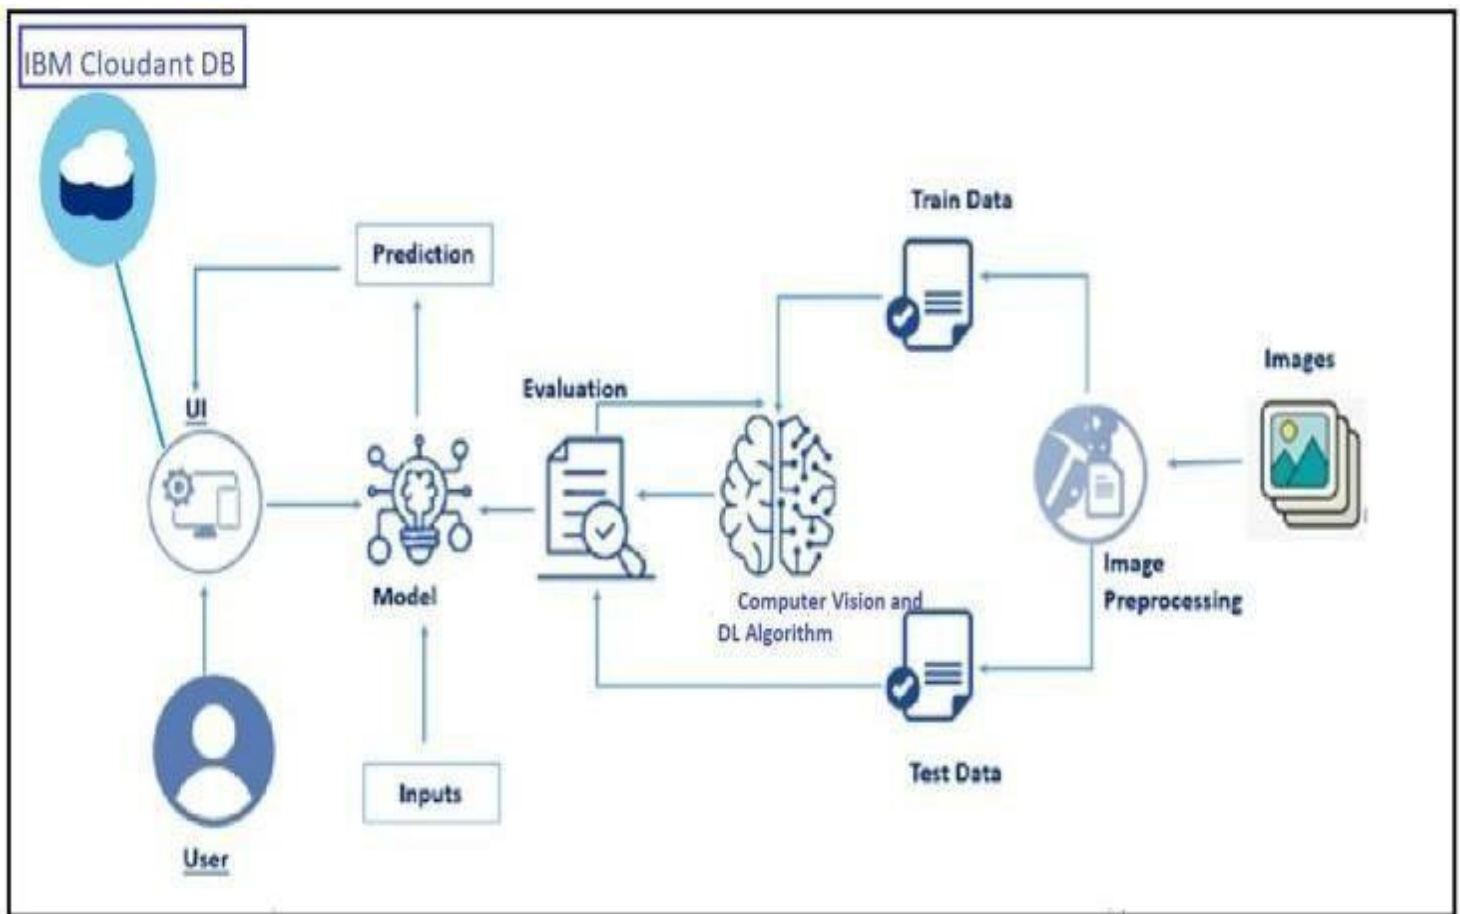 IBM Cloudant DB
Train Data
Prediction
Images
Evaluation
UI
Image
Preprocessing
Model
Computer Vision and
DL Algorithm
Test Data
Inputs
User